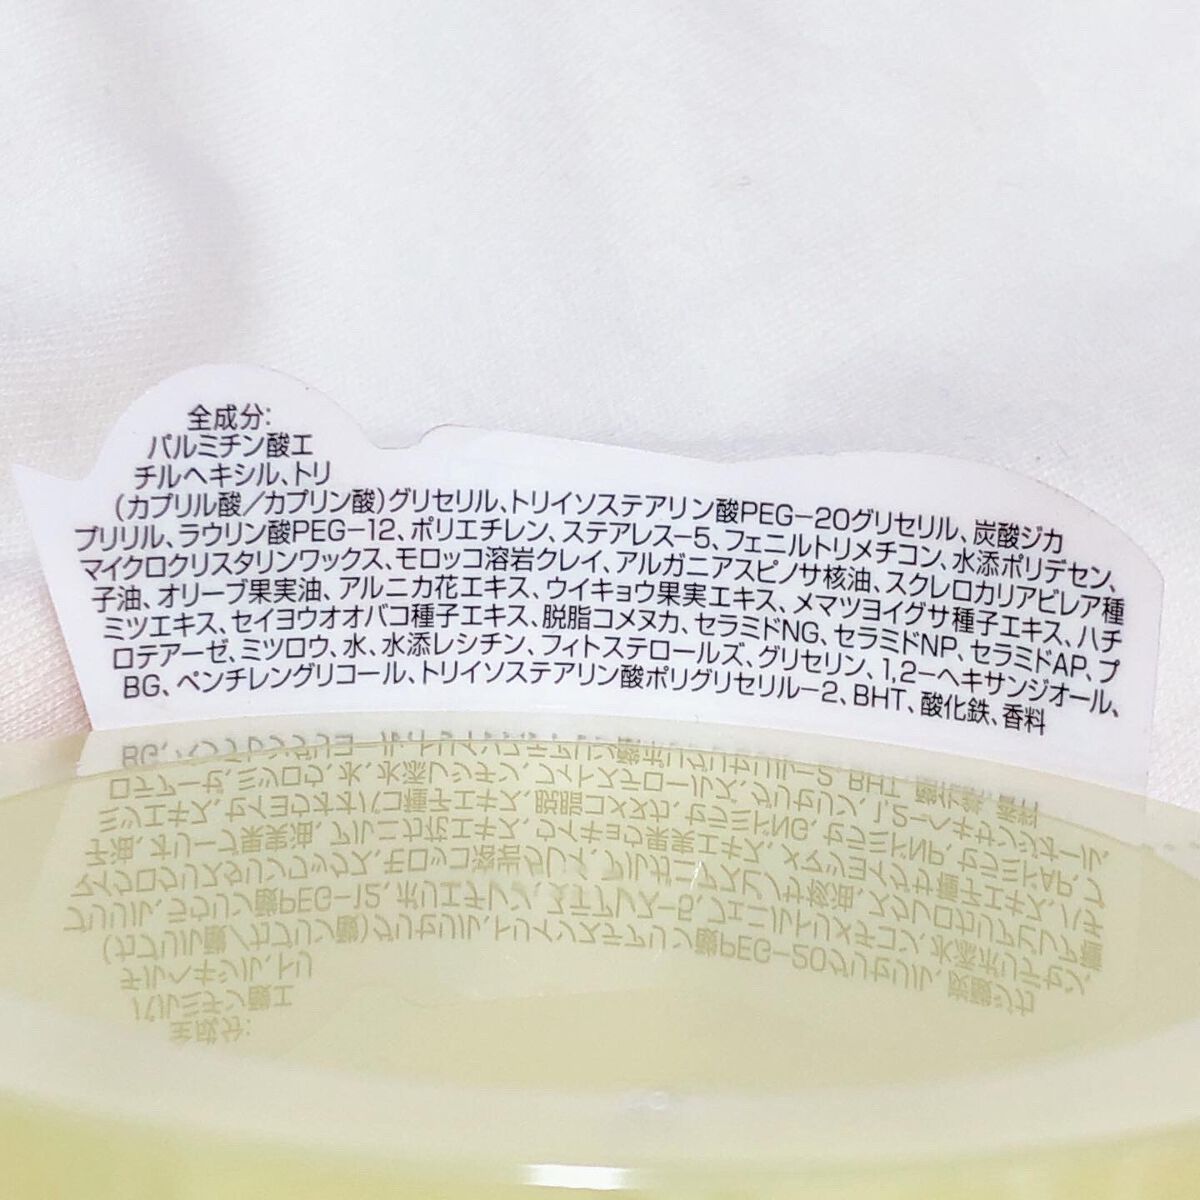 全成分:
パルミチン酸エ
チルヘキシル、トリ
(カプリル酸／カプリン酸)グリセリル、トリイソステアリン酸PEG-20グリセリル、炭酸ジカ
プリリル、ラウリン酸PEG-12、ポリエチレン、ステアレス-5、フェニルトリメチコン、水添ポリデセン、
マイクロクリスタリンワックス、モロッコ溶岩クレイ、アルガニアスピノサ核油、スクレロカリアビレア種
子油、オリーブ果実油、アルニカ花エキス、ウイキョウ果実エキス、メマツヨイグサ種子エキス、ハチ
ミツエキス、セイヨウオオバコ種子エキス、脱脂コメヌカ、セラミドNG、セラミドNP、セラミドAP、プ
ロテアーゼ、ミツロウ、水、水添レシチン、フィトステロールズ、グリセリン、1,2-ヘキサンジオール、
BG、ペンチレングリコール、トリイソステアリン酸ポリグリセリル-2、BHT、酸化鉄、香料